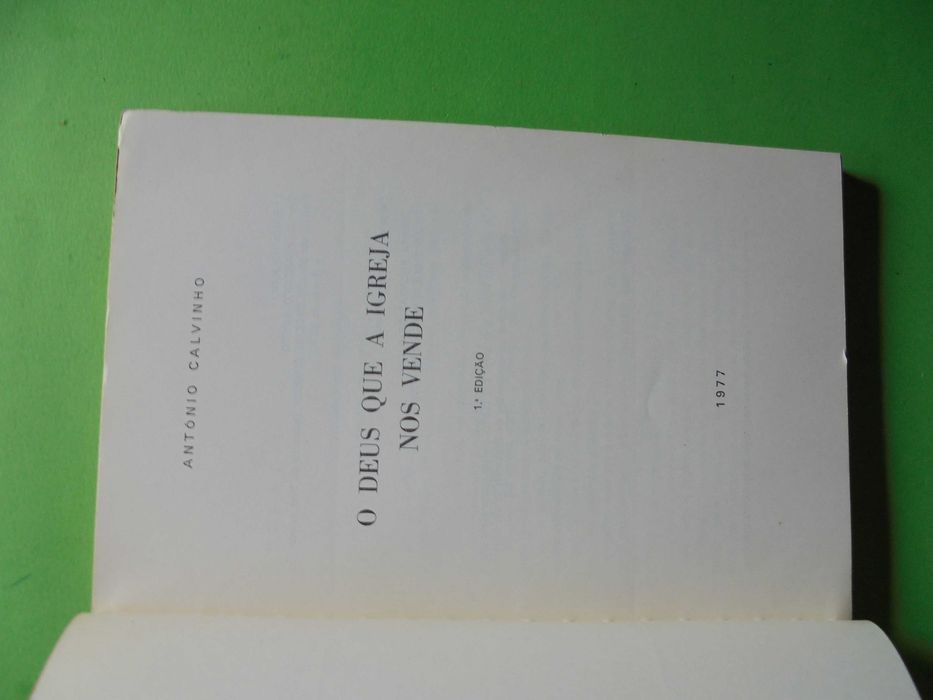 ANTÓNIO CALVINHO
O DEUS QUE A IGREJA
NOS VENDE
1.ª EDIÇÃO
1977